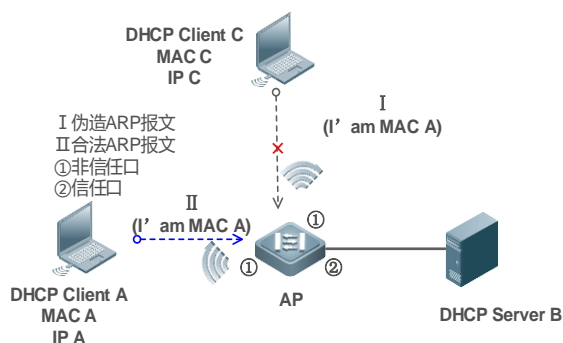 DHCP Client C
MAC C
IP C
Ⅰ
(I’am MAC A)
Ⅰ伪造ARP报文
Ⅱ合法ARP报文
①非信任口
②信任口
Ⅱ
(I’am MAC A)
①
①
②
AP
DHCP Client A
MAC A
IP A
DHCP Server B